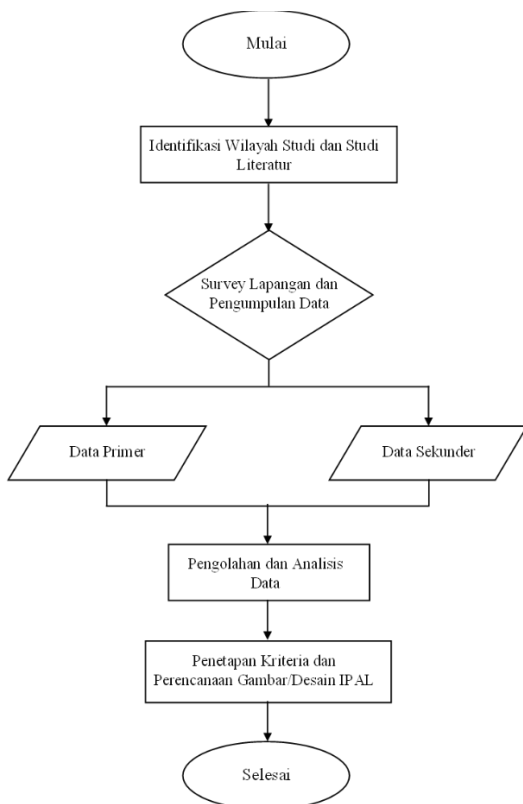 Mulai
Identifikasi Wilayah Studi dan Studi
Literatur
Survey Lapangan dan
Pengumpulan Data
Data Primer
Data Sekunder
Pengolahan dan Analisis
Data
Penetapan Kriteria dan
Perencanaan Gambar/Desain IPAL
Selesai